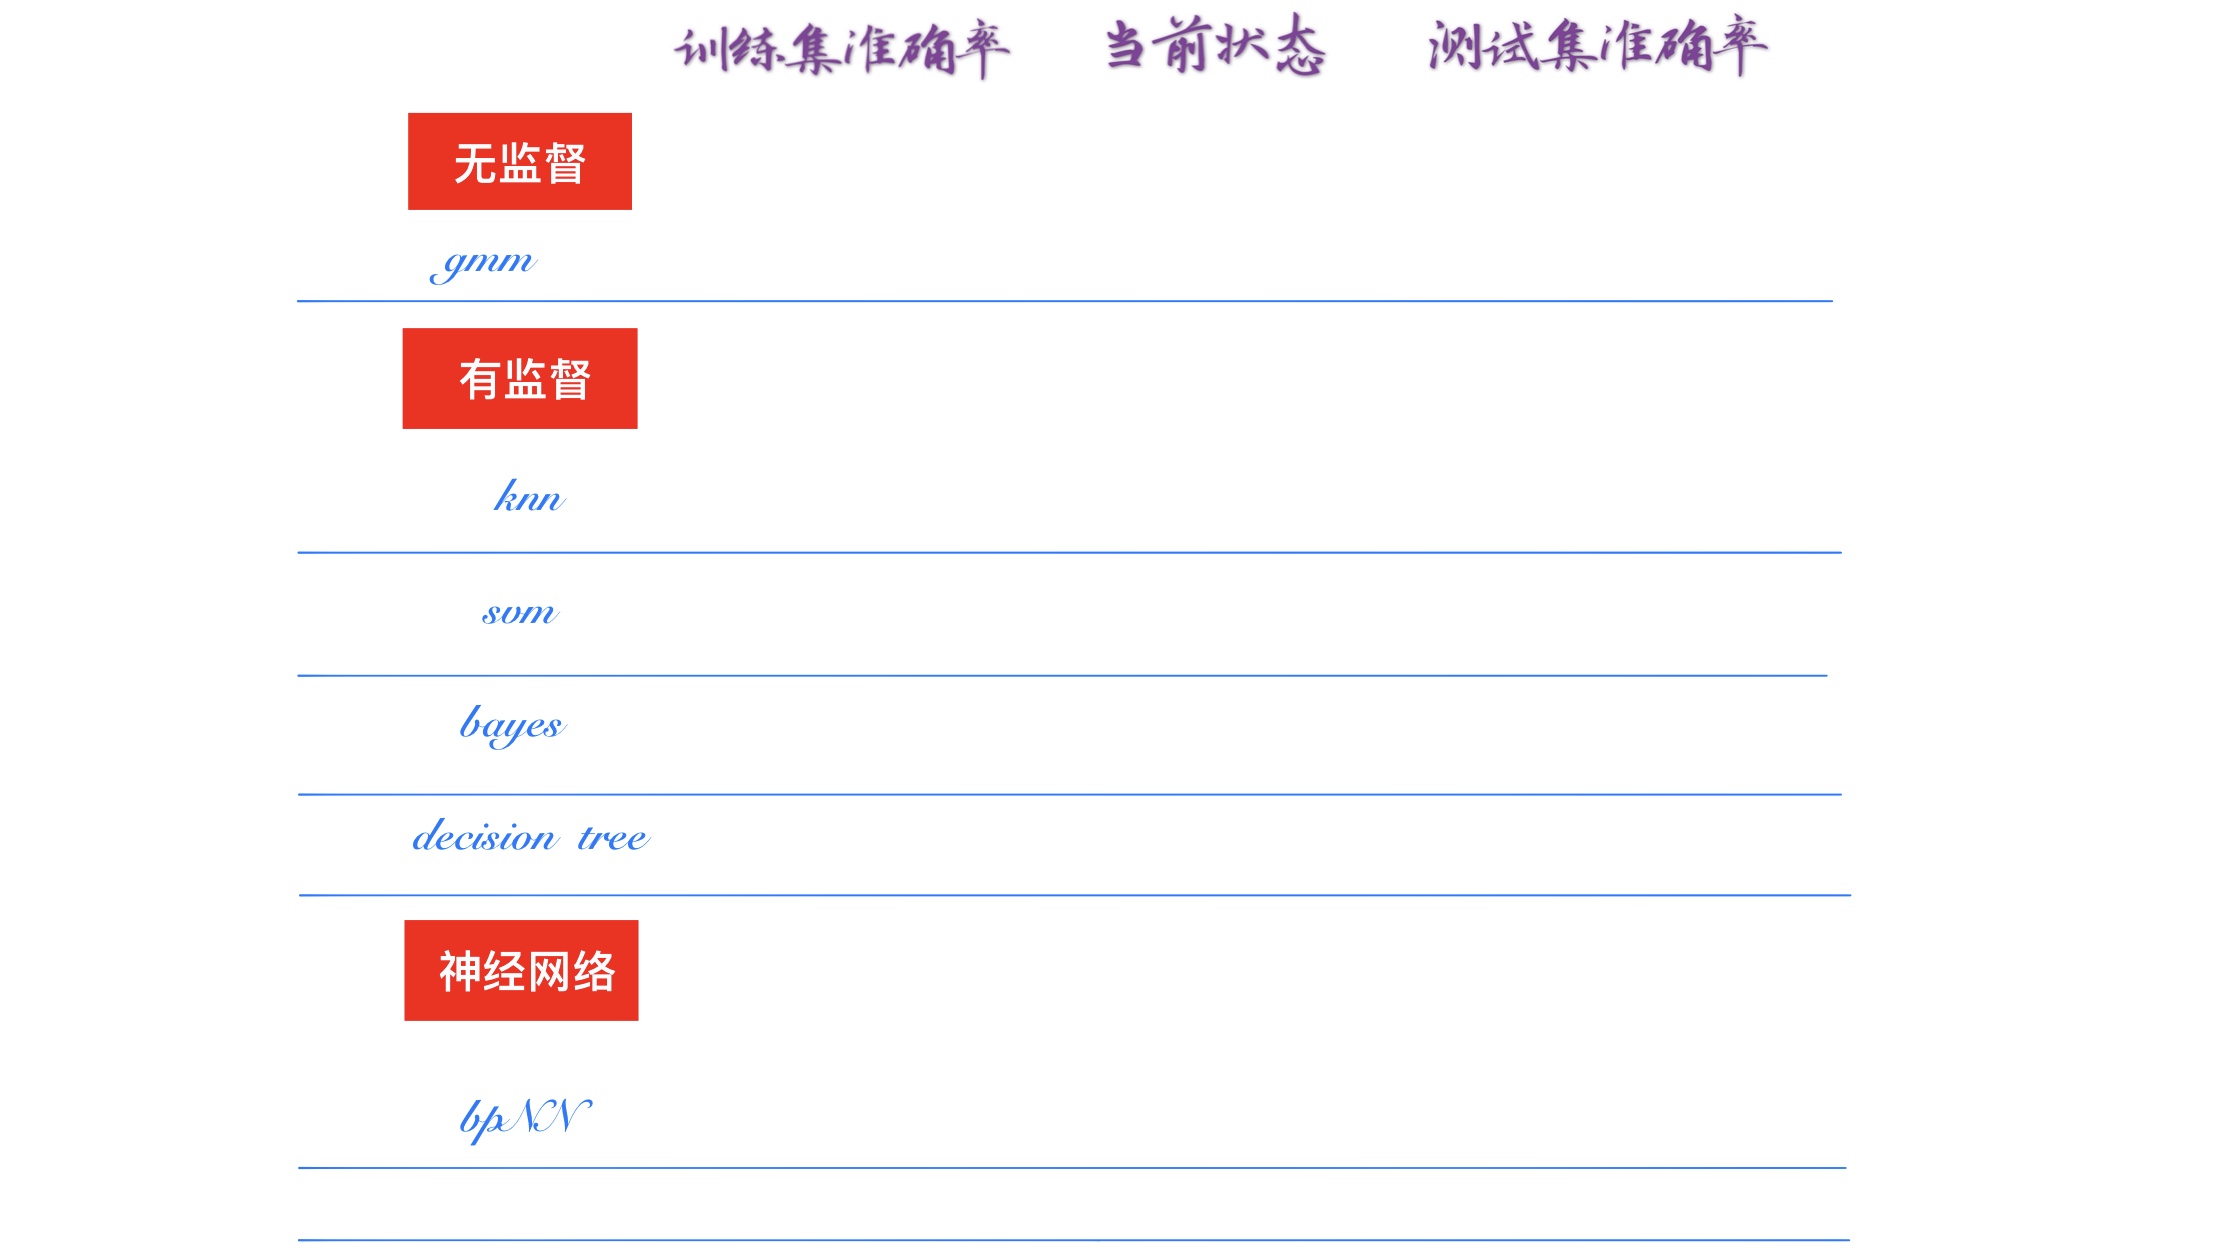 训练集准确率 当前状态 测试集准确率
无监督
gmm
有监督
knn
svm
bayes
decision tree
神经网络
bpNN